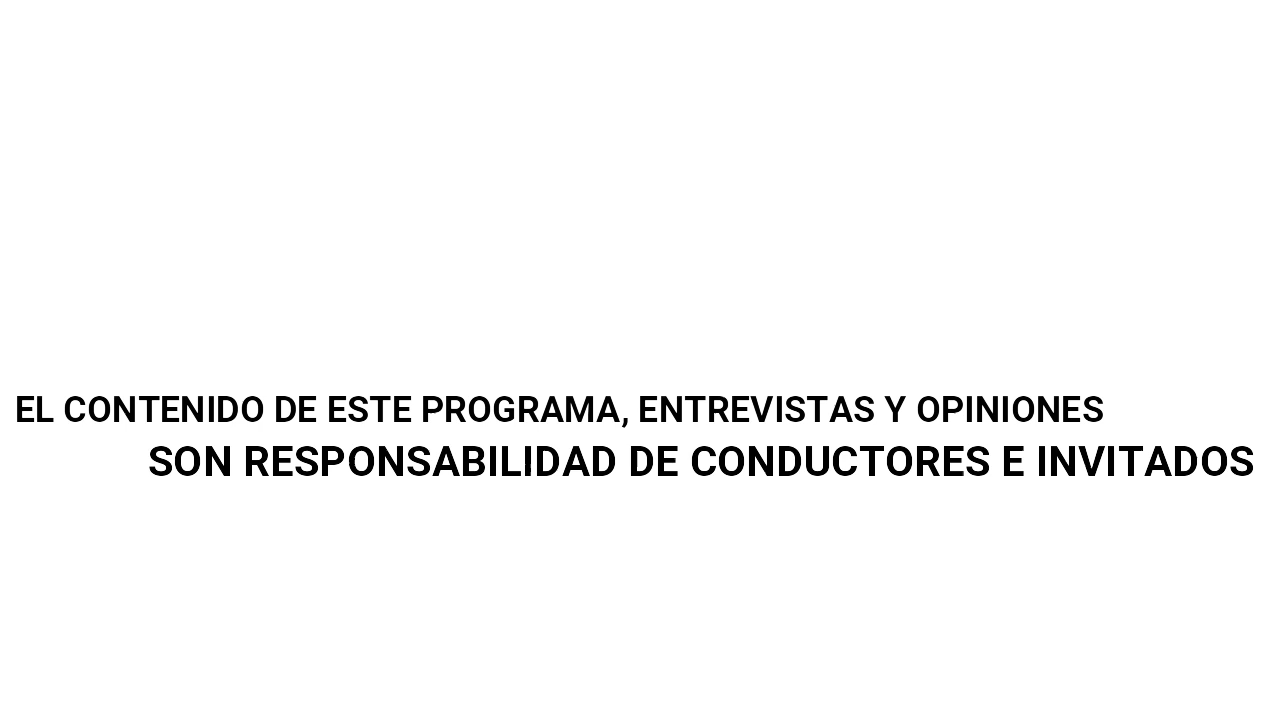 EL CONTENIDO DE ESTE PROGRAMA, ENTREVISTAS Y OPINIONES
SON RESPONSABILIDAD DE CONDUCTORES E INVITADOS